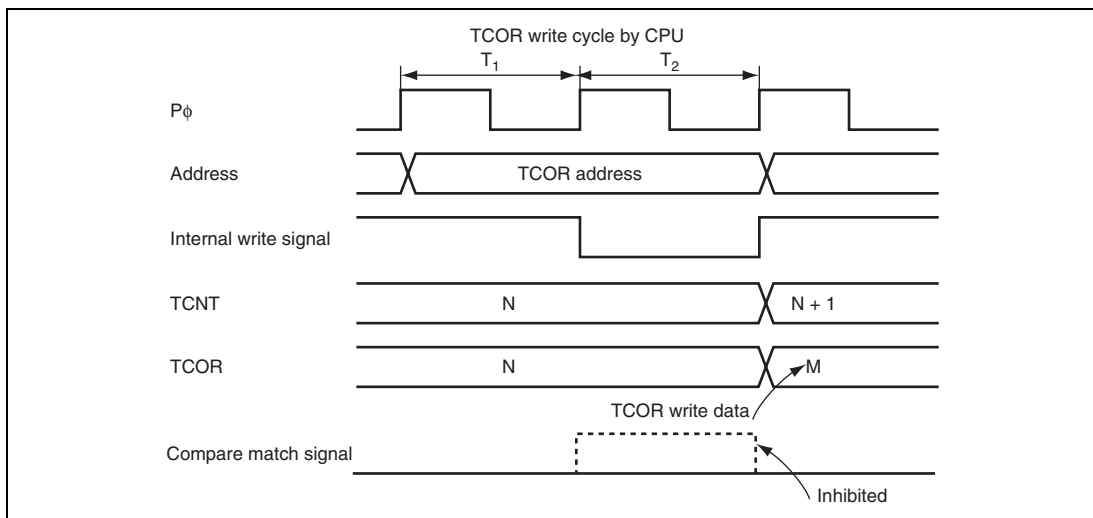 TCOR write cycle by CPU
T1 T2
Pϕ
Address TCOR address
Internal write signal
TCNT N N + 1
TCOR N M
TCOR write data
Compare match signal
Inhibited